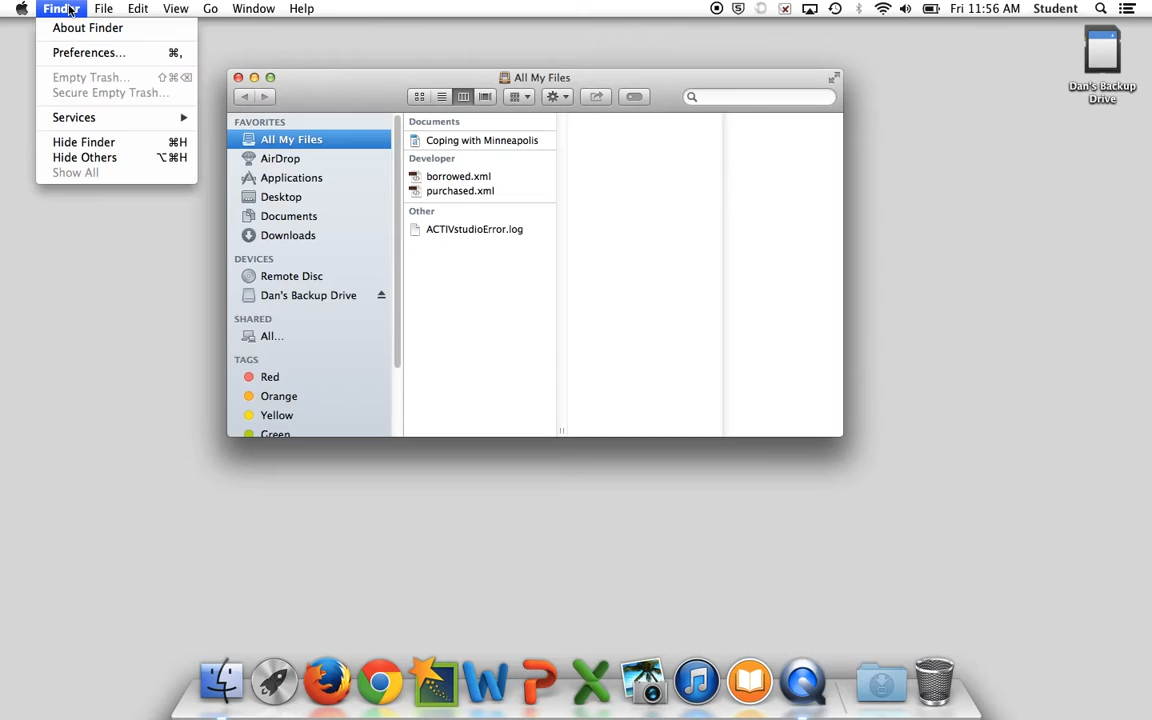 Finder File Edit View Go Window Help Fri 11:56 AM Student
About Finder
Preferences... ⌘,
Empty Trash... ⇧⌘⌫
Secure Empty Trash...
Services
Hide Finder ⌘H
Hide Others ⌥⌘H
Show All
Dan's Backup
Drive
All My Files
FAVORITES
All My Files
AirDrop
Applications
Desktop
Documents
Downloads
DEVICES
Remote Disc
Dan's Backup Drive
SHARED
All...
TAGS
Red
Orange
Yellow
Green
Documents
Coping with Minneapolis
Developer
borrowed.xml
purchased.xml
Other
ACTIVstudioError.log